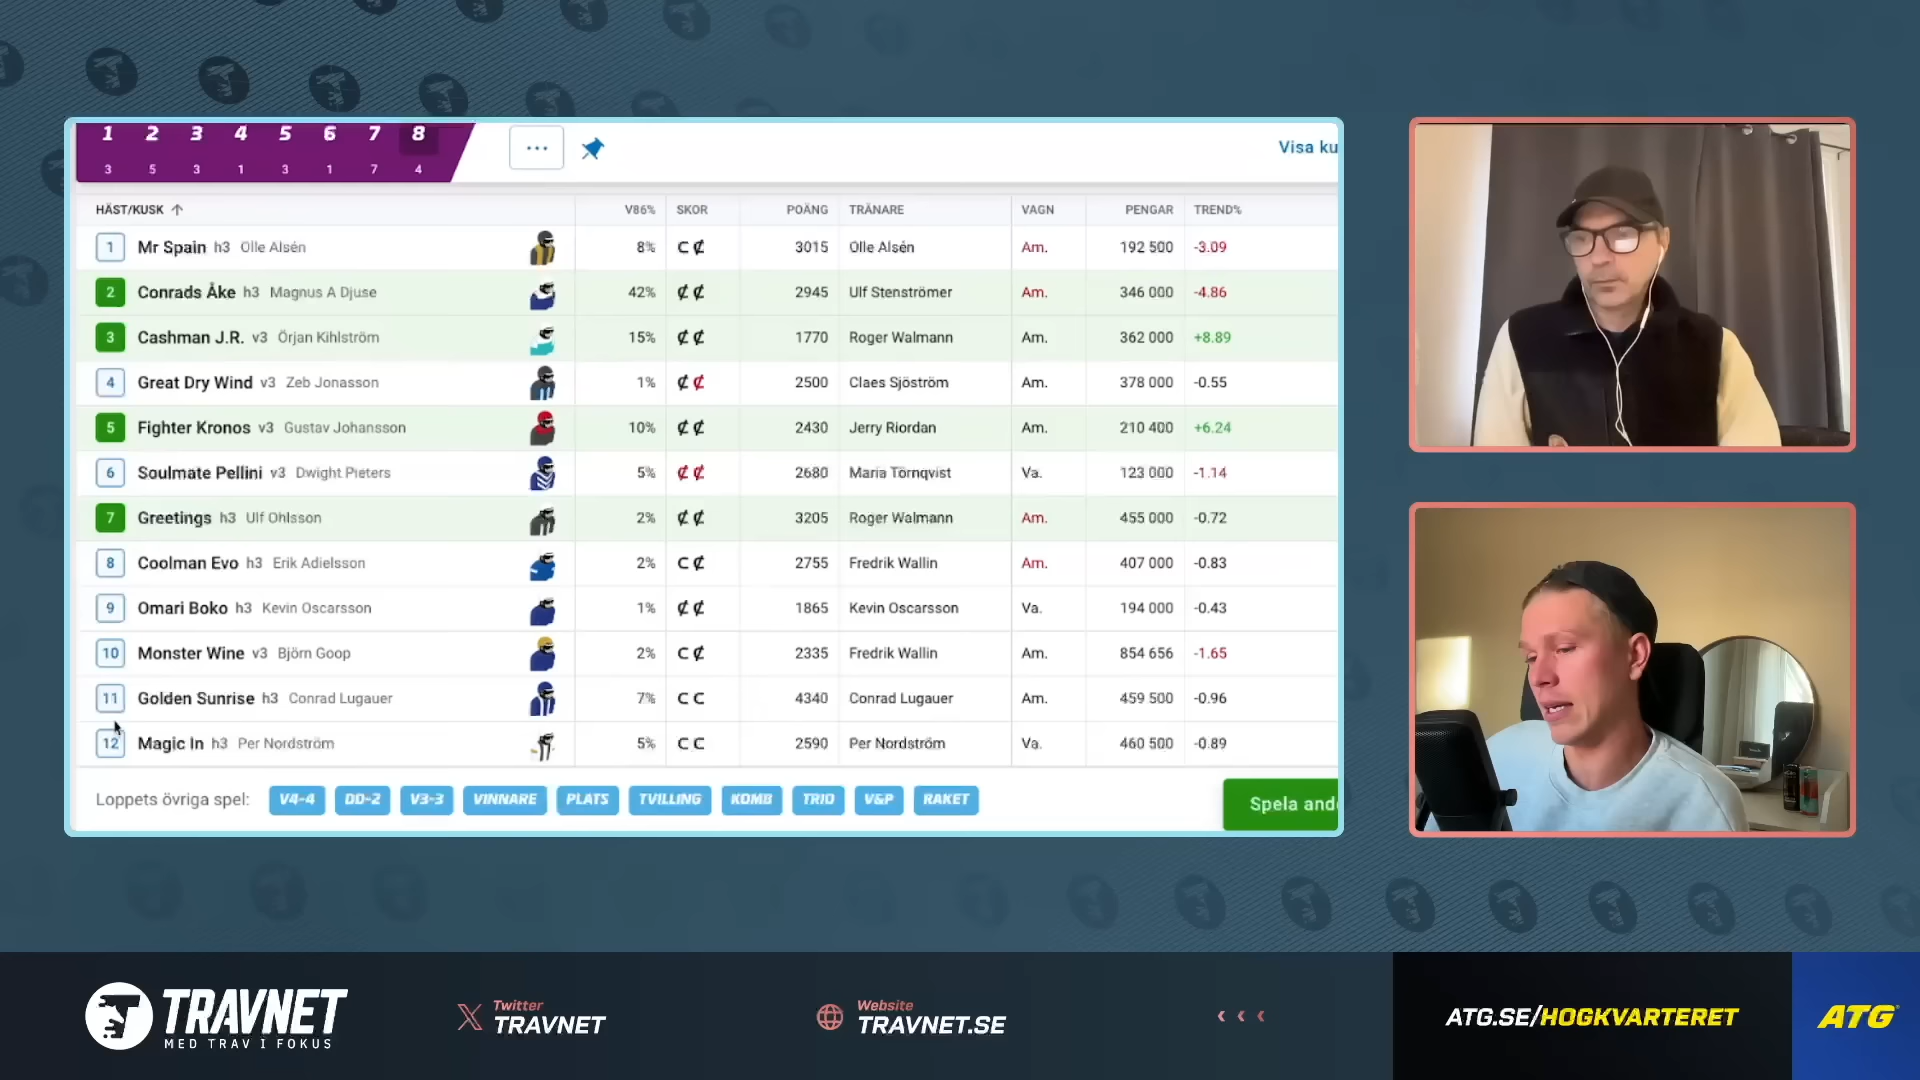 1 2 3 4 5 6 7 8
3 5 3 1 3 1 7 4
... Visa ku
HÄST/KUSK ↑ V86% SKOR POÄNG TRÄNARE VAGN PENGAR TREND%
1 Mr Spain h3 Olle Alsén 8% C ₵ 3015 Olle Alsén Am. 192 500 -3.09
2 Conrads Åke h3 Magnus A Djuse 42% ₵ ₵ 2945 Ulf Stenströmer Am. 346 000 -4.86
3 Cashman J.R. v3 Örjan Kihlström 15% ₵ ₵ 1770 Roger Walmann Am. 362 000 +8.89
4 Great Dry Wind v3 Zeb Jonasson 1% ₵ ₵ 2500 Claes Sjöström Am. 378 000 -0.55
5 Fighter Kronos v3 Gustav Johansson 10% ₵ ₵ 2430 Jerry Riordan Am. 210 400 +6.24
6 Soulmate Pellini v3 Dwight Pieters 5% ₵ ₵ 2680 Maria Törnqvist Va. 123 000 -1.14
7 Greetings h3 Ulf Ohlsson 2% ₵ ₵ 3205 Roger Walmann Am. 455 000 -0.72
8 Coolman Evo h3 Erik Adielsson 2% C ₵ 2755 Fredrik Wallin Am. 407 000 -0.83
9 Omari Boko h3 Kevin Oscarsson 1% ₵ ₵ 1865 Kevin Oscarsson Va. 194 000 -0.43
10 Monster Wine v3 Björn Goop 2% C ₵ 2335 Fredrik Wallin Am. 854 656 -1.65
11 Golden Sunrise h3 Conrad Lugauer 7% C C 4340 Conrad Lugauer Am. 459 500 -0.96
12 Magic In h3 Per Nordström 5% C C 2590 Per Nordström Va. 460 500 -0.89
Loppets övriga spel: V4-4 DD-2 V3-3 VINNARE PLATS TVILLING KOMB TRIO V&P RAKET
Spela and
TRAVNET
MED TRAV I FOKUS
Twitter
TRAVNET
Website
TRAVNET.SE
ATG.SE/HOGKVARTERET
ATG